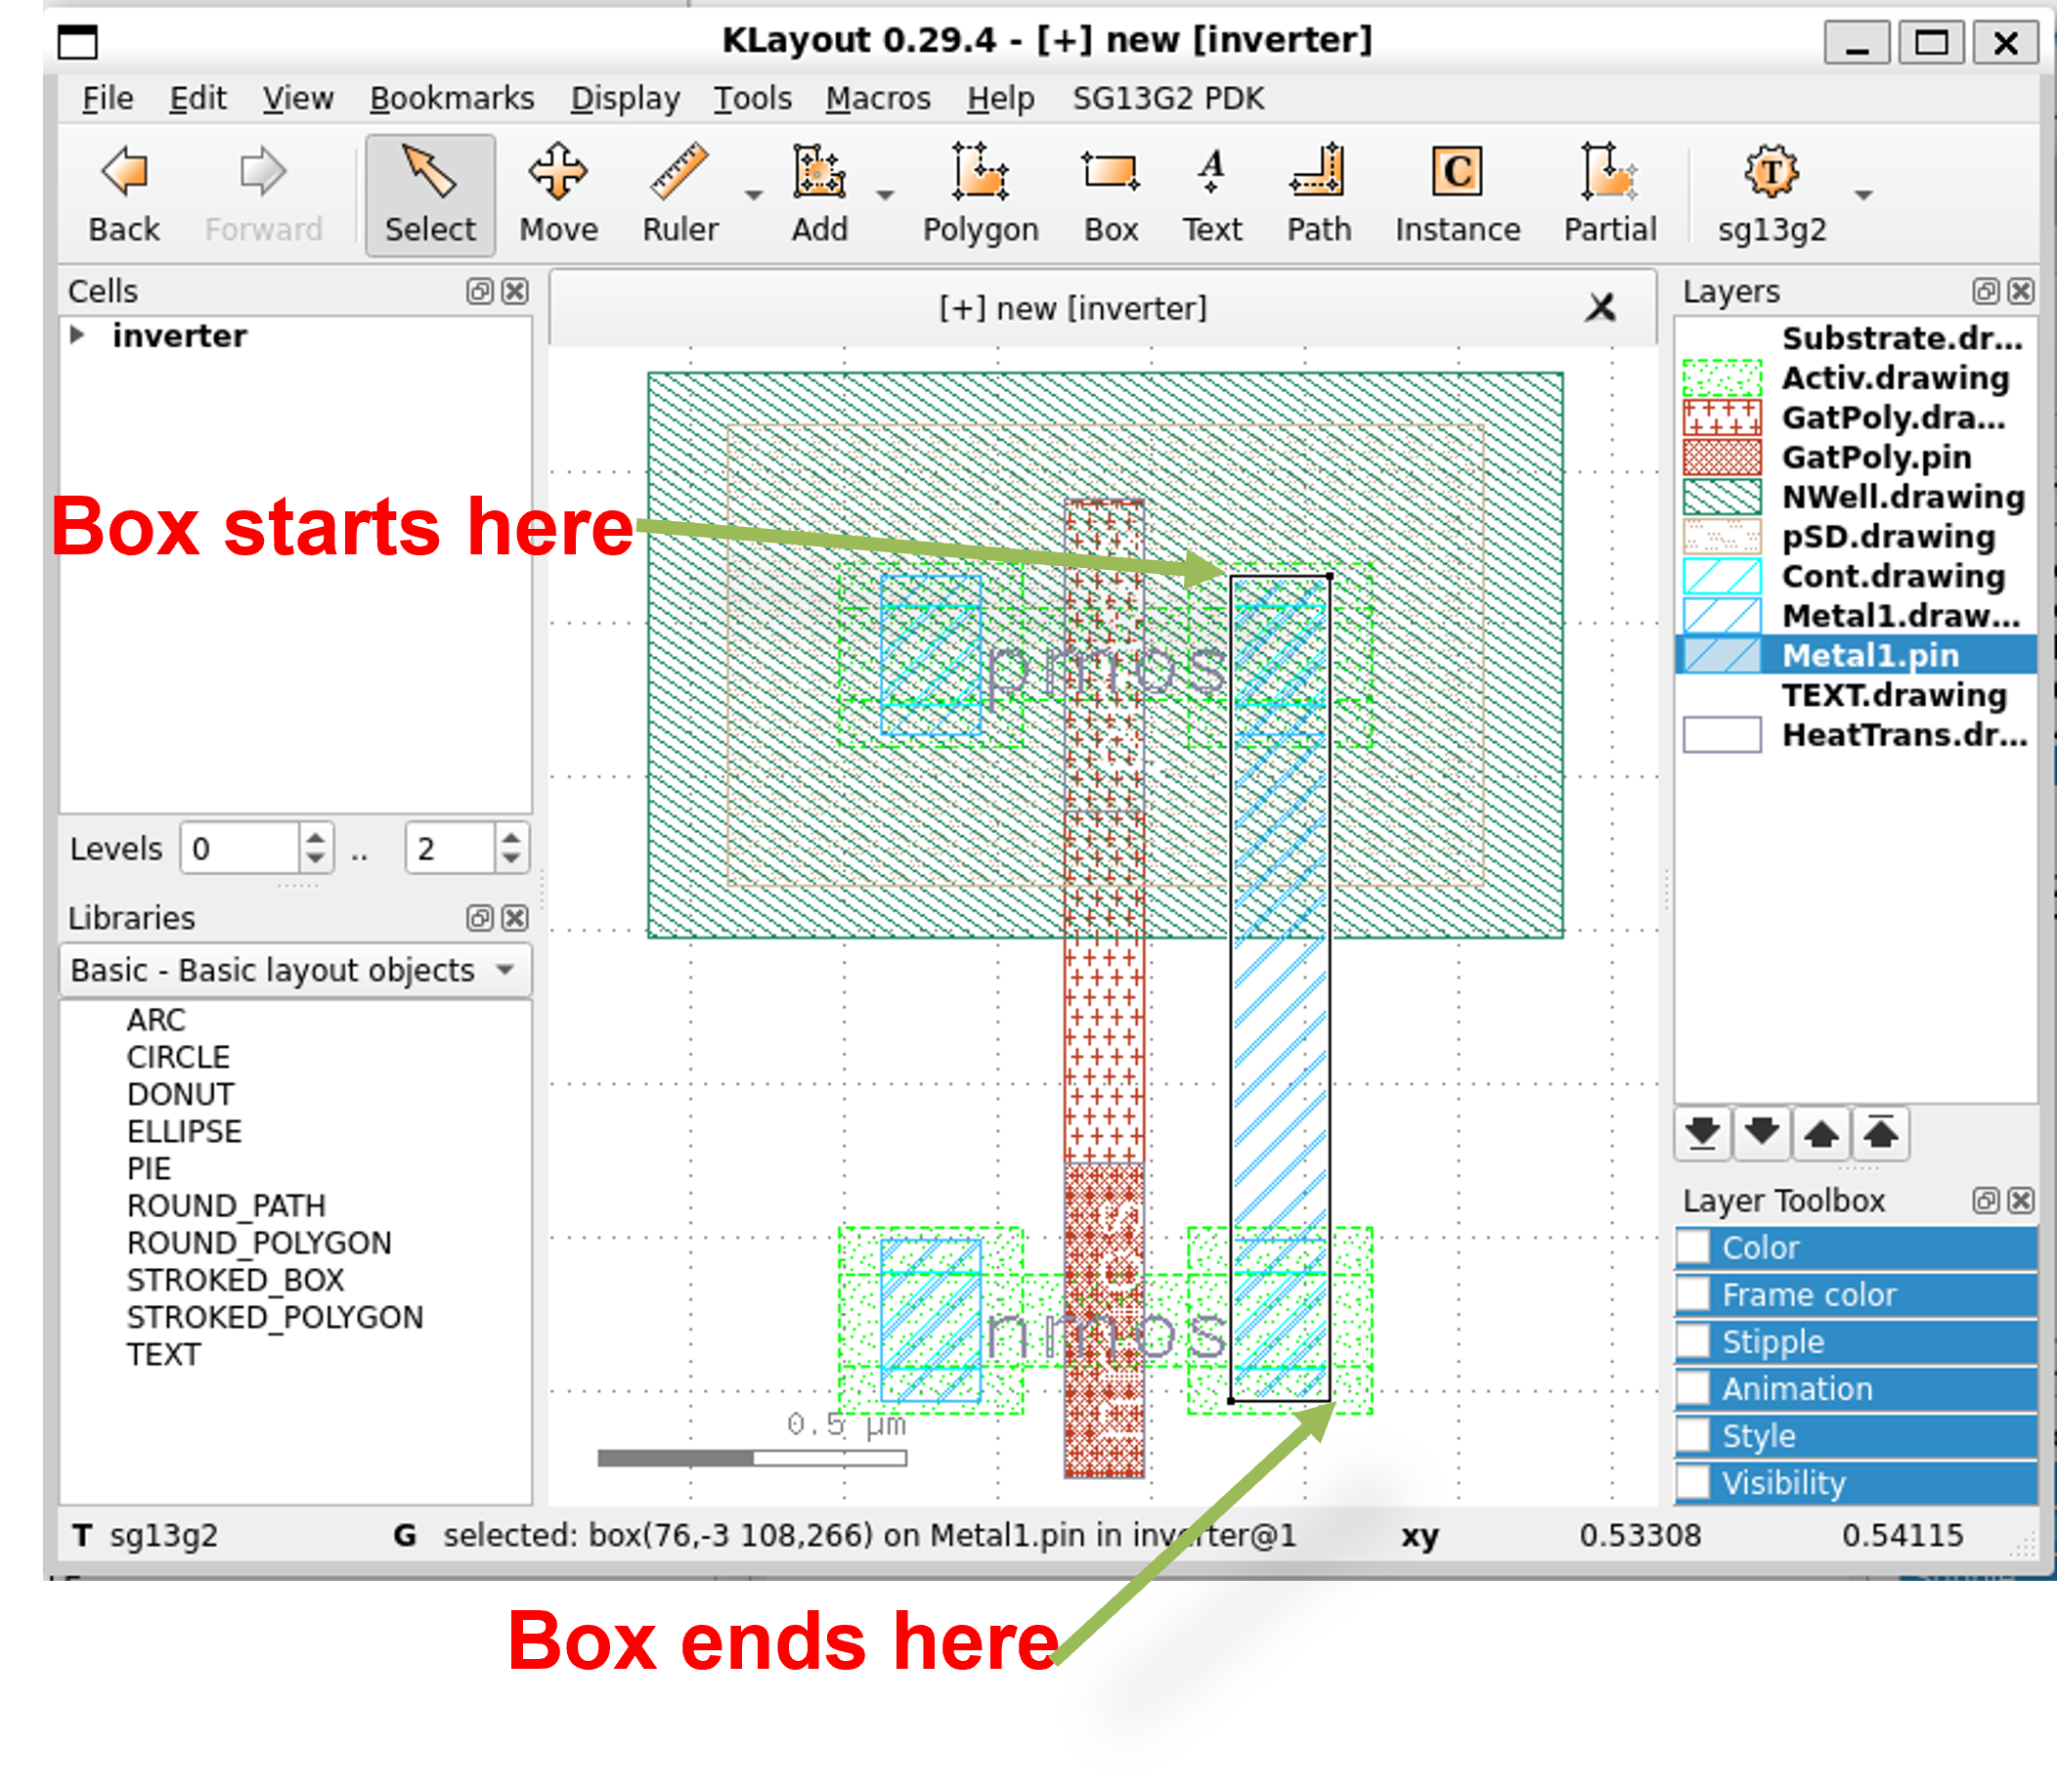 KLayout 0.29.4 - [+] new [inverter]
File Edit View Bookmarks Display Tools Macros Help SG13G2 PDK
Back Forward Select Move Ruler Add Polygon Box Text Path Instance Partial sg13g2
Cells
inverter
[+] new [inverter]
Layers
Substrate.dr...
Activ.drawing
GatPoly.dra...
GatPoly.pin
NWell.drawing
pSD.drawing
Cont.drawing
Metal1.draw...
Metal1.pin
TEXT.drawing
HeatTrans.dr...
Box starts here
pmos
Levels 0 .. 2
Libraries
Basic - Basic layout objects
ARC
CIRCLE
DONUT
ELLIPSE
PIE
ROUND_PATH
ROUND_POLYGON
STROKED_BOX
STROKED_POLYGON
TEXT
nmos
0.5 μm
Layer Toolbox
Color
Frame color
Stipple
Animation
Style
Visibility
T sg13g2 G selected: box(76,-3 108,266) on Metal1.pin in inverter@1 xy 0.53308 0.54115
Box ends here